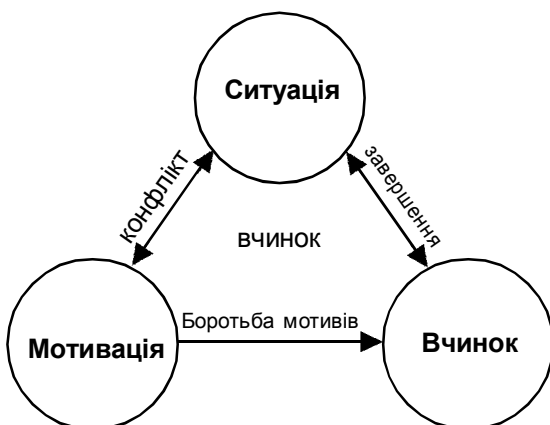 Ситуація
конфлікт
завершення
вчинок
Боротьба мотивів
Мотивація
Вчинок